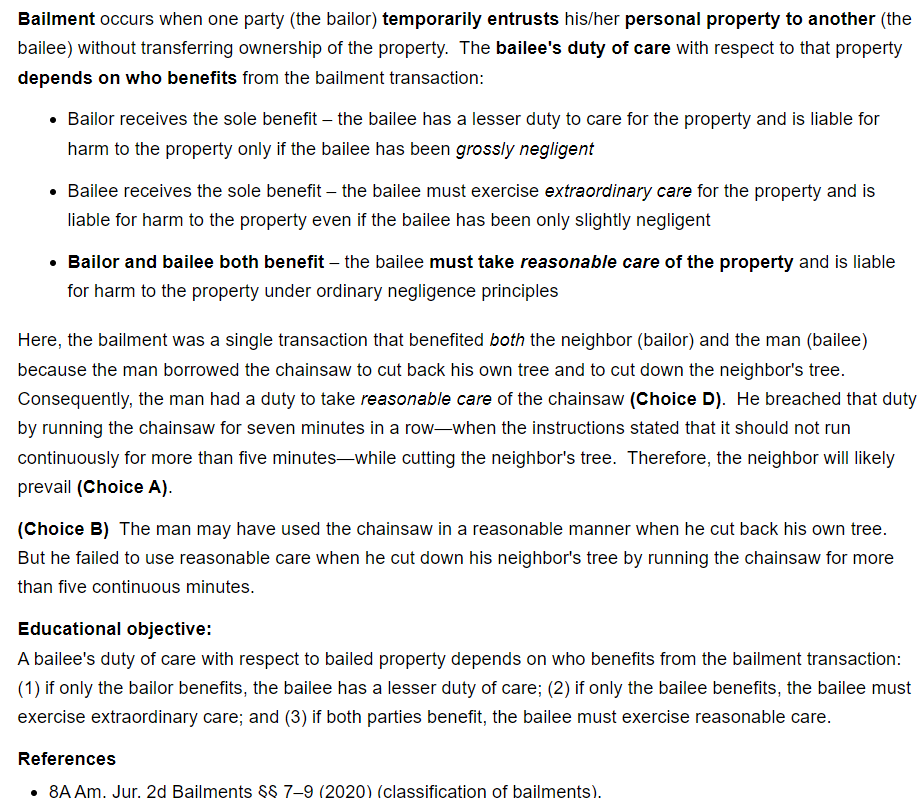 Bailment occurs when one party (the bailor) temporarily entrusts his/her personal property to another (the
bailee) without transferring ownership of the property. The bailee's duty of care with respect to that property
depends on who benefits from the bailment transaction:
• Bailor receives the sole benefit – the bailee has a lesser duty to care for the property and is liable for
harm to the property only if the bailee has been grossly negligent
• Bailee receives the sole benefit – the bailee must exercise extraordinary care for the property and is
liable for harm to the property even if the bailee has been only slightly negligent
• Bailor and bailee both benefit – the bailee must take reasonable care of the property and is liable
for harm to the property under ordinary negligence principles
Here, the bailment was a single transaction that benefited both the neighbor (bailor) and the man (bailee)
because the man borrowed the chainsaw to cut back his own tree and to cut down the neighbor's tree.
Consequently, the man had a duty to take reasonable care of the chainsaw (Choice D). He breached that duty
by running the chainsaw for seven minutes in a row—when the instructions stated that it should not run
continuously for more than five minutes—while cutting the neighbor's tree. Therefore, the neighbor will likely
prevail (Choice A).
(Choice B) The man may have used the chainsaw in a reasonable manner when he cut back his own tree.
But he failed to use reasonable care when he cut down his neighbor's tree by running the chainsaw for more
than five continuous minutes.
Educational objective:
A bailee's duty of care with respect to bailed property depends on who benefits from the bailment transaction:
(1) if only the bailor benefits, the bailee has a lesser duty of care; (2) if only the bailee benefits, the bailee must
exercise extraordinary care; and (3) if both parties benefit, the bailee must exercise reasonable care.
References
• 8A Am. Jur. 2d Bailments §§ 7–9 (2020) (classification of bailments).